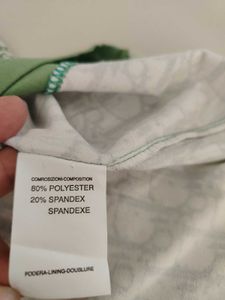 COMPOSIZIONI-COMPOSITION
80% POLYESTER
20% SPANDEX
SPANDEXE
FODERA-LINING-DOUBLURE